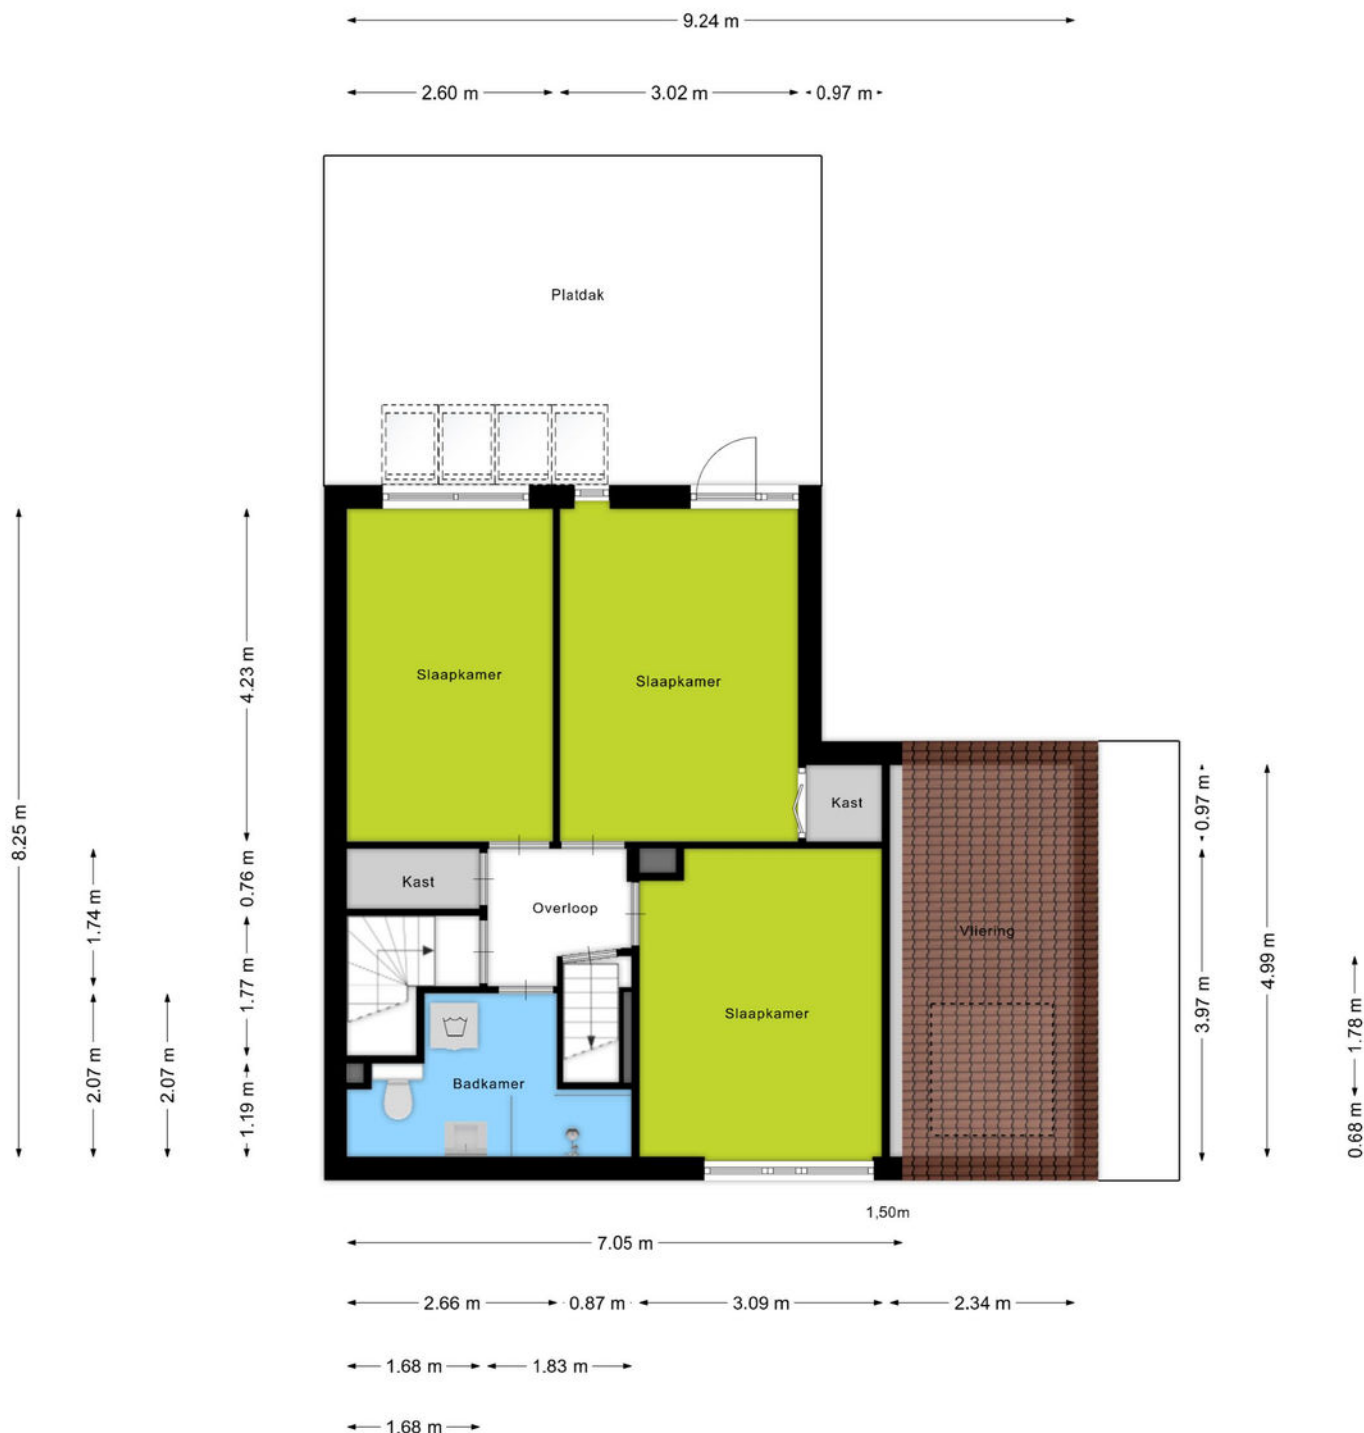 9.24 m
2.60 m
3.02 m
0.97 m
Platdak
Slaapkamer
Slaapkamer
4.23 m
8.25 m
Kast
0.97 m
Kast
0.76 m
Overloop
1.74 m
Vliering
4.99 m
1.77 m
Slaapkamer
3.97 m
1.78 m
2.07 m
2.07 m
Badkamer
1.19 m
0.68 m
1,50m
7.05 m
2.66 m
0.87 m
3.09 m
2.34 m
1.68 m
1.83 m
1.68 m